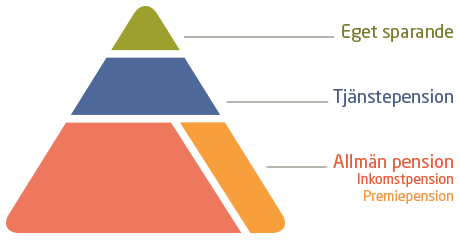 Eget sparande
Tjänstepension
Allmän pension
Inkomstpension
Premiepension